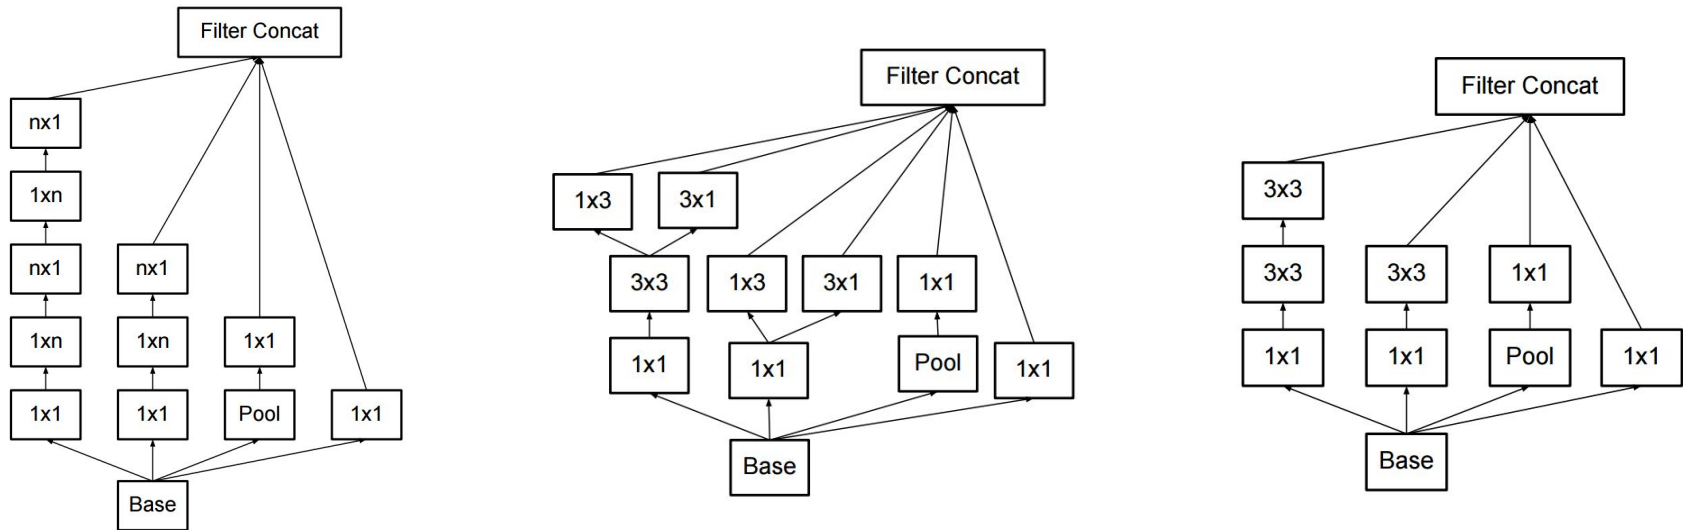 Filter Concat
nx1
1xn
nx1
nx1
1xn
1xn
1x1
1x1
1x1
Pool
1x1
Base
Filter Concat
1x3
3x1
3x3
1x3
3x1
1x1
1x1
1x1
Pool
1x1
Base
Filter Concat
3x3
3x3
3x3
1x1
1x1
1x1
Pool
1x1
Base